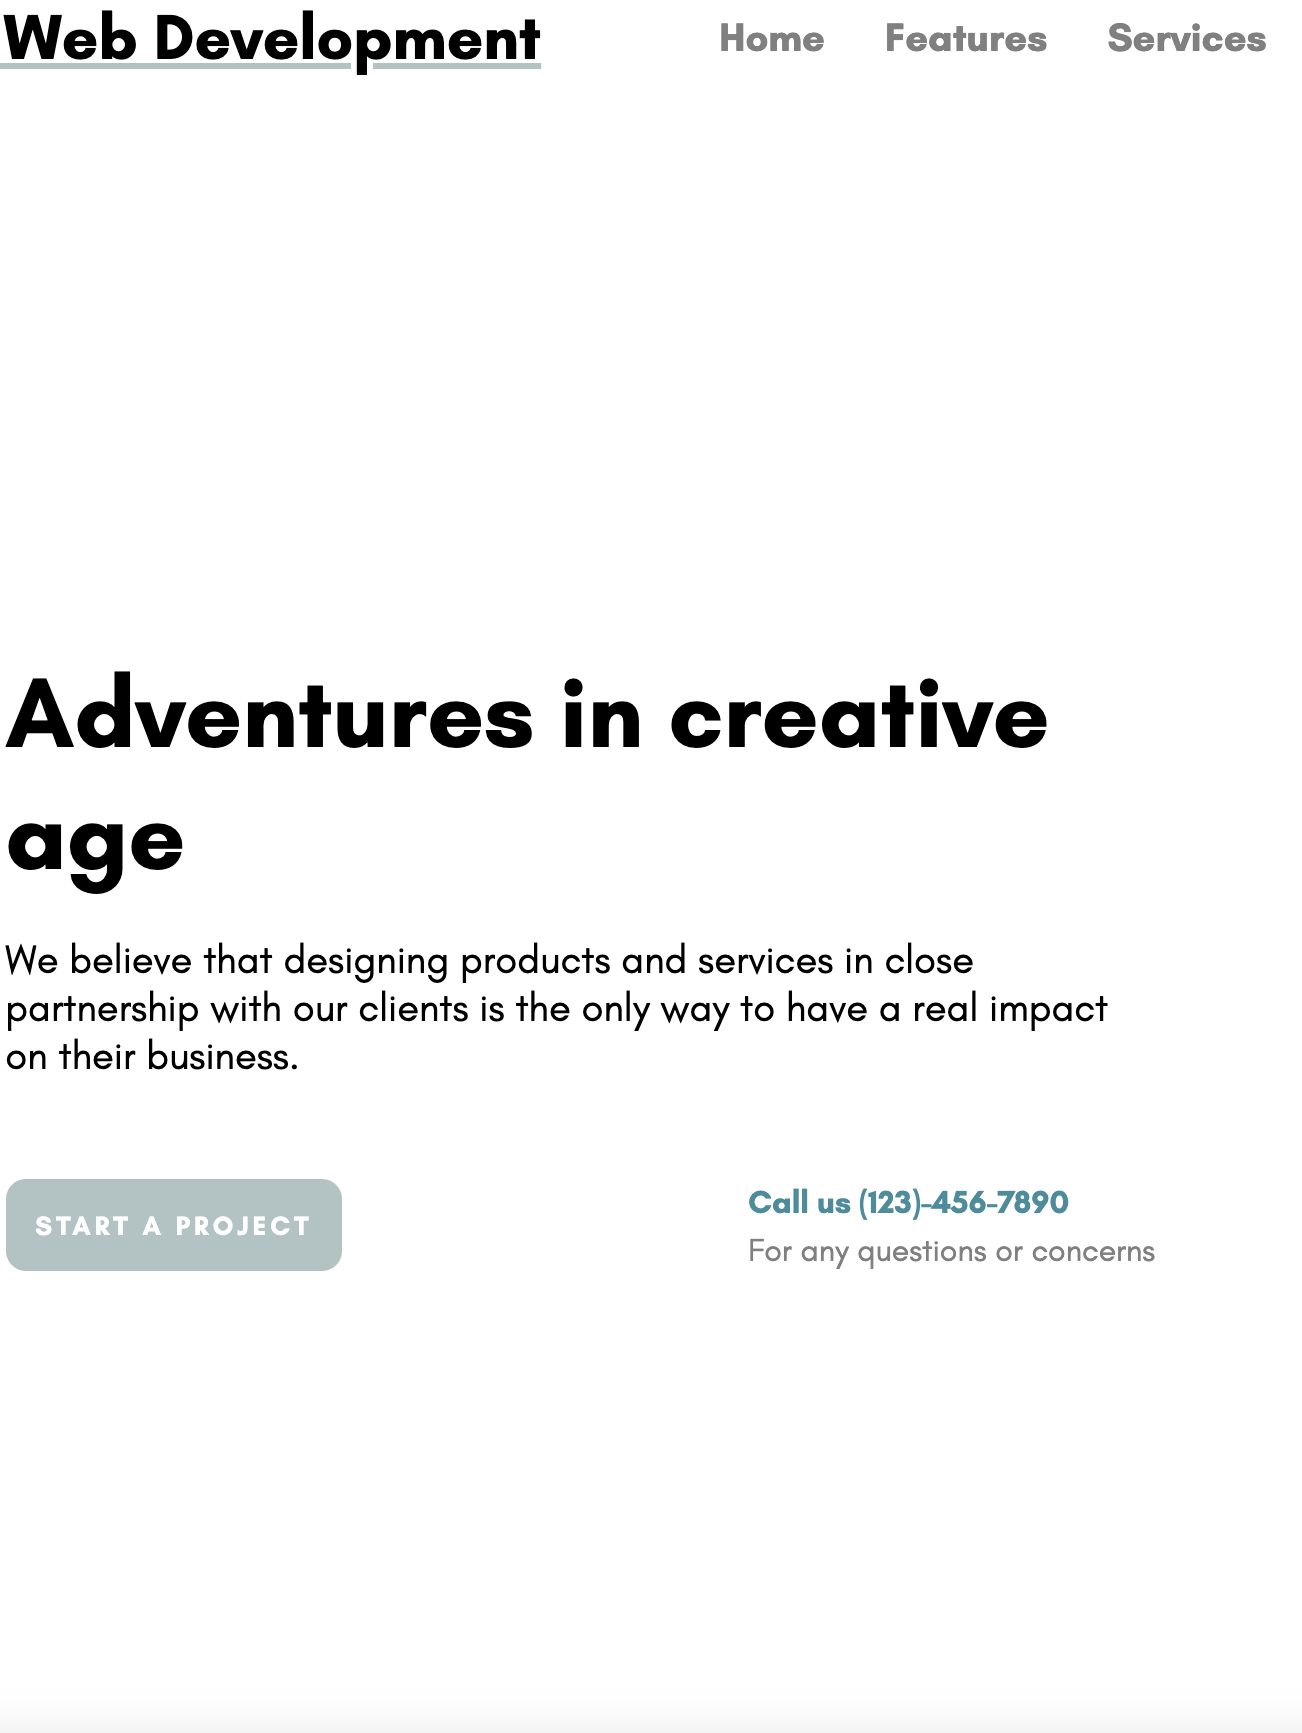 Web Development
Home Features Services
Adventures in creative
age
We believe that designing products and services in close
partnership with our clients is the only way to have a real impact
on their business.
START A PROJECT
Call us (123)-456-7890
For any questions or concerns